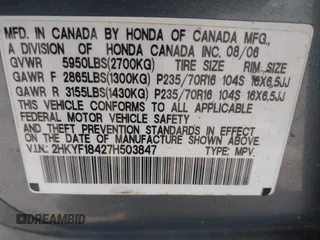 MFD. IN CANADA BY HONDA OF CANADA MFG.,
A DIVISION OF HONDA CANADA INC. 08/06
GVWR 5950LBS(2700KG) TIRE SIZE RIM SIZE
GAWR F 2865LBS(1300KG) P235/70R16 104S 16X6,5JJ
GAWR R 3155LBS(1430KG) P235/70R16 104S 16X6,5JJ
THIS VEHICLE CONFORMS TO ALL APPLICABLE
FEDERAL MOTOR VEHICLE SAFETY, BUMPER,
AND THEFT PREVENTION STANDARDS IN EFFECT ON
THE DATE OF MANUFACTURE SHOWN ABOVE.
V.I.N.: 2HKYF18427H503847 TYPE: MPV
DREAMBID